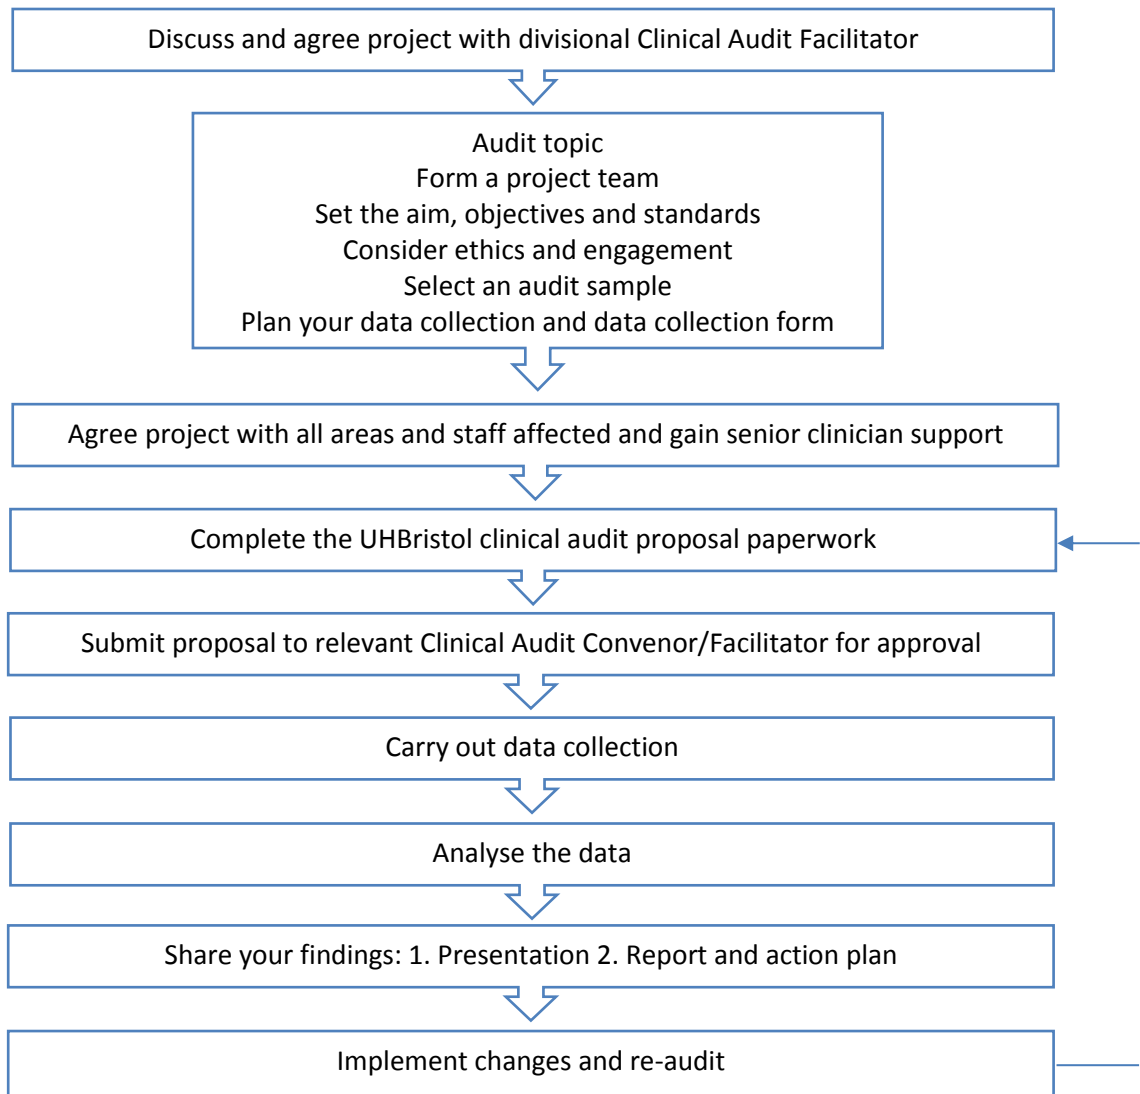 Discuss and agree project with divisional Clinical Audit Facilitator
Audit topic
Form a project team
Set the aim, objectives and standards
Consider ethics and engagement
Select an audit sample
Plan your data collection and data collection form
Agree project with all areas and staff affected and gain senior clinician support
Complete the UHBristol clinical audit proposal paperwork
Submit proposal to relevant Clinical Audit Convenor/Facilitator for approval
Carry out data collection
Analyse the data
Share your findings: 1. Presentation 2. Report and action plan
Implement changes and re-audit